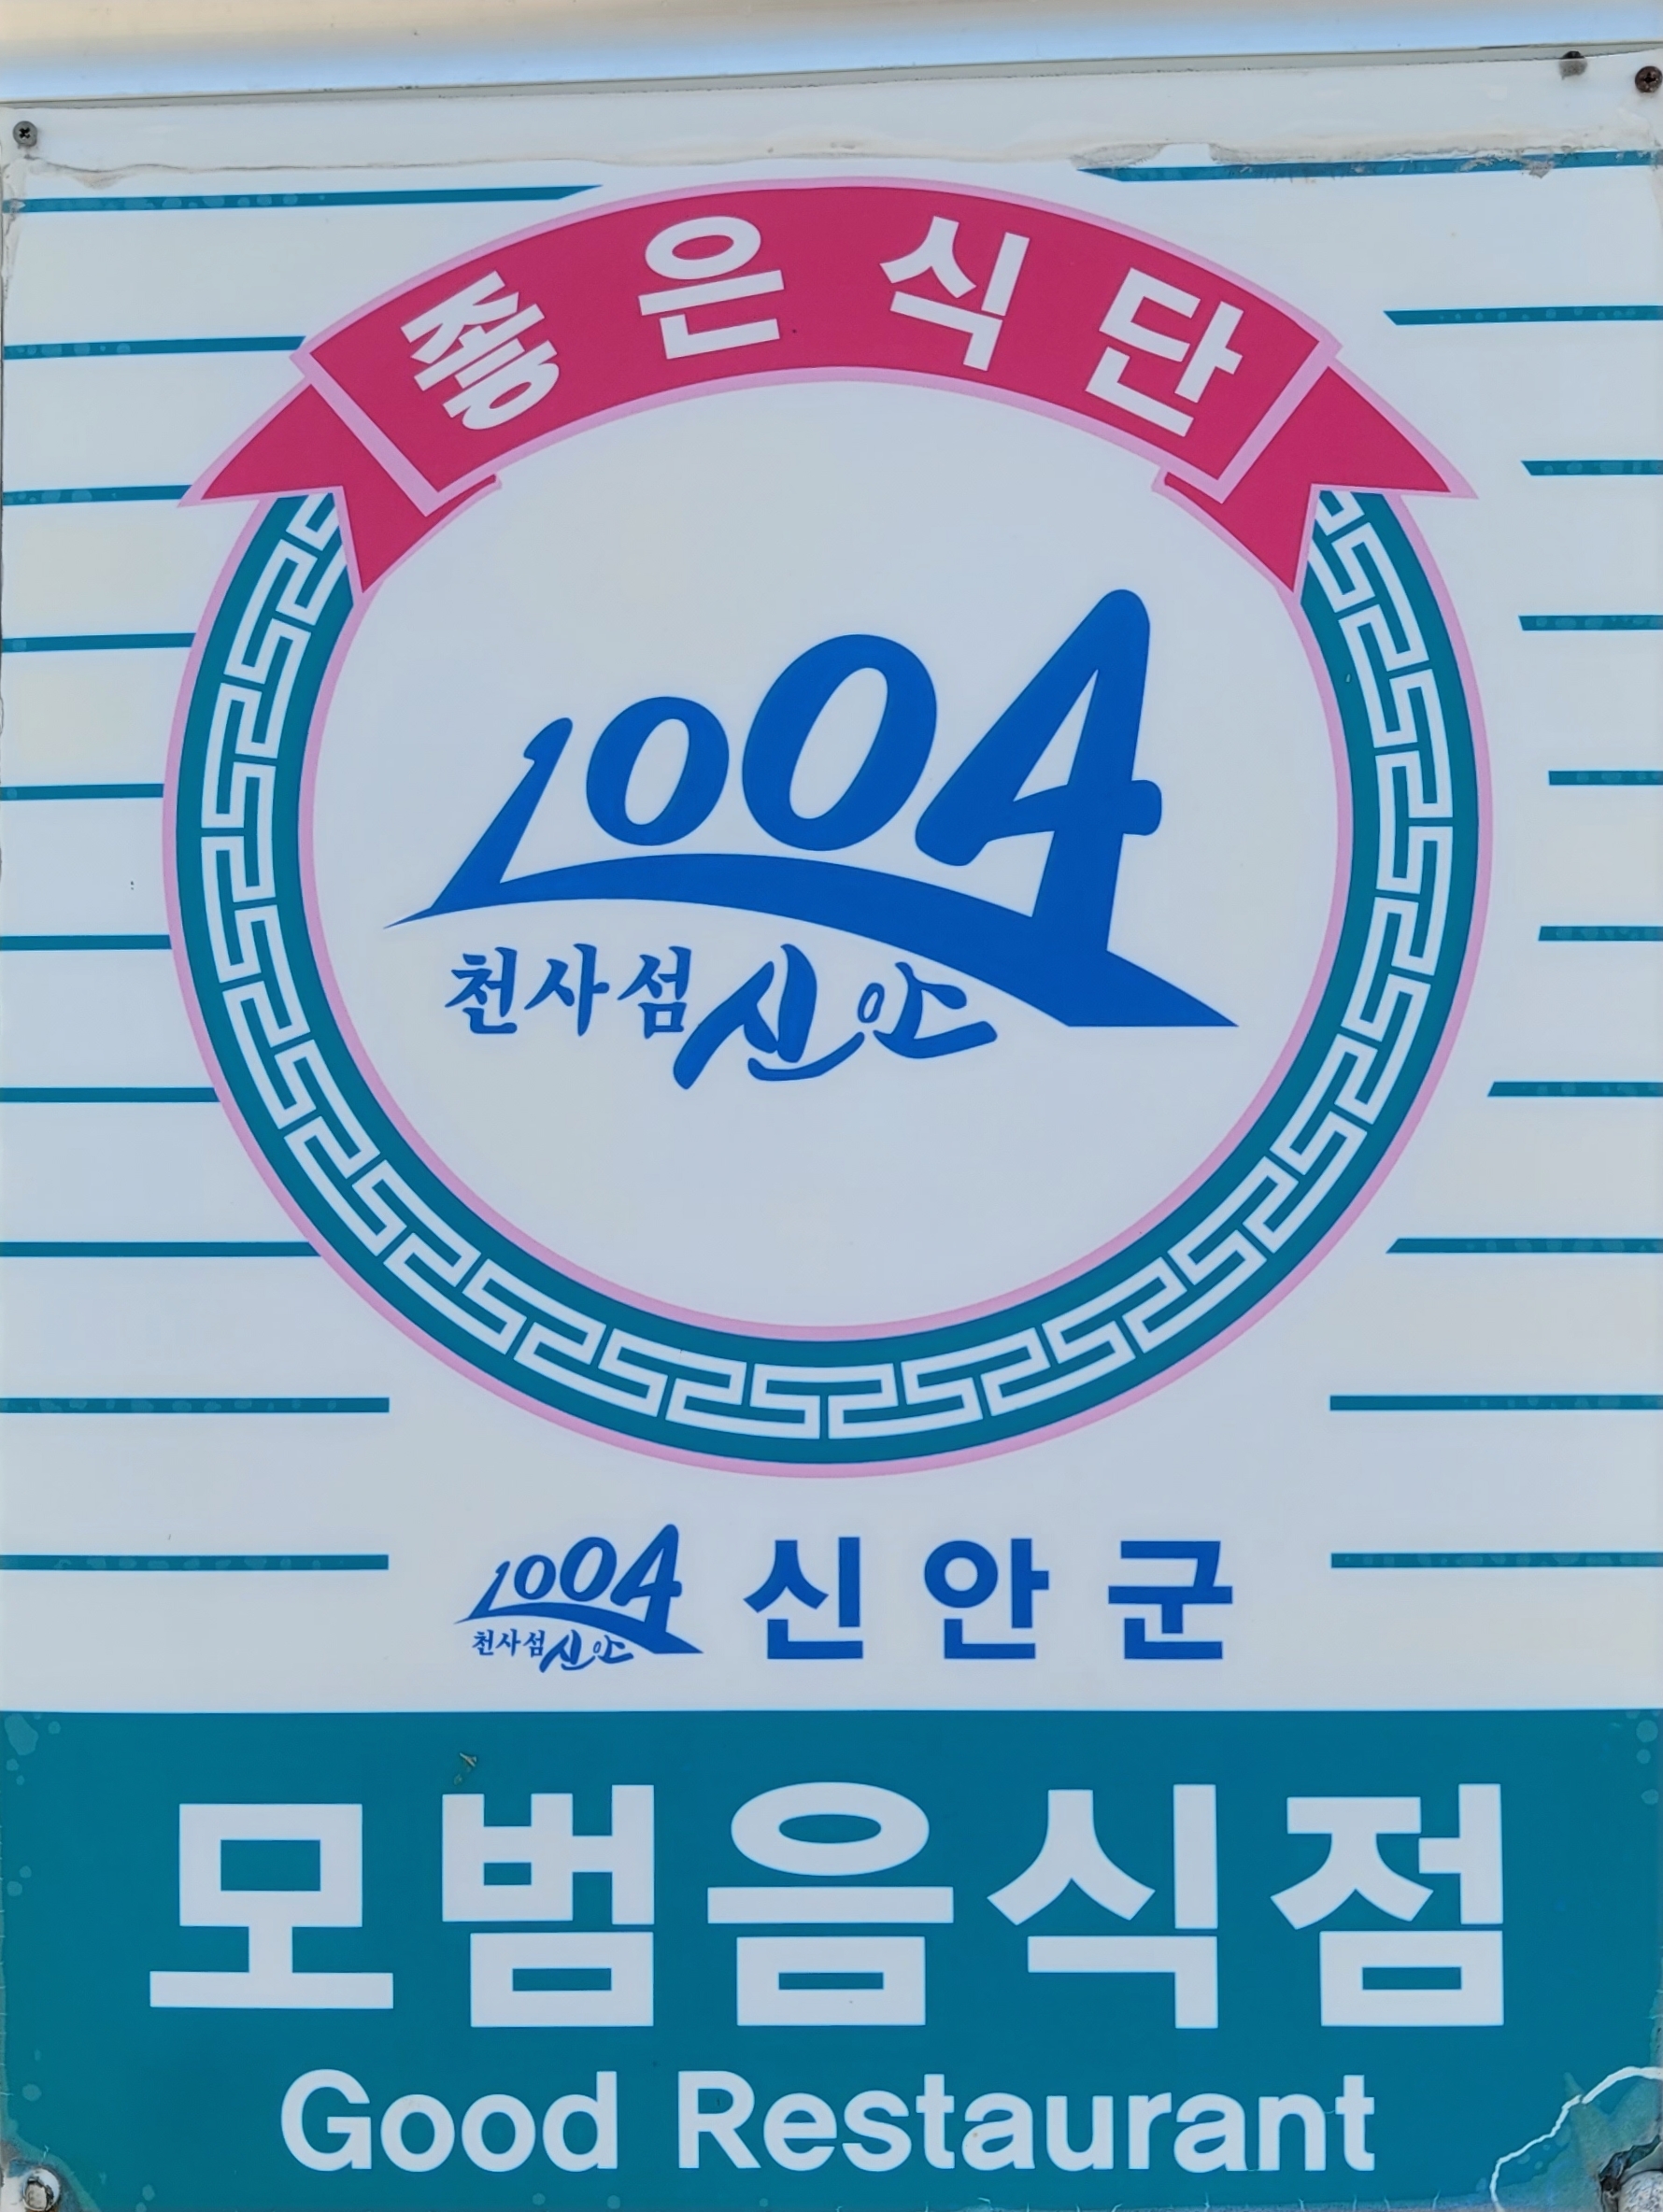 좋은식단
1004
천사섬 신안
1004 신안군
천사섬 신안
모범음식점
Good Restaurant